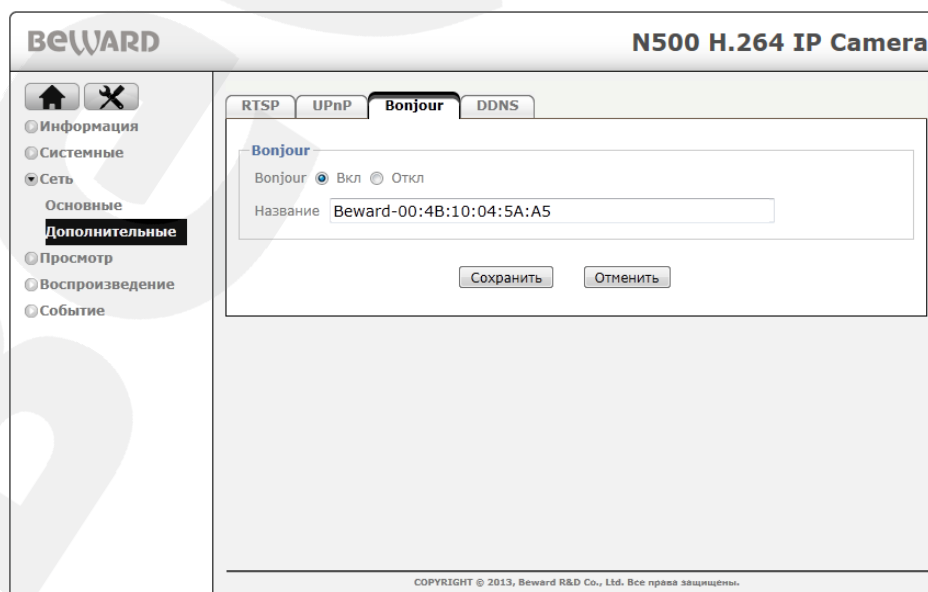 BEWARD
N500 H.264 IP Camera
RTSP UPnP Bonjour DDNS
Информация
Системные
Сеть
Основные
Дополнительные
Просмотр
Воспроизведение
Событие
Bonjour
Bonjour Вкл Откл
Название Beward-00:4B:10:04:5A:A5
Сохранить Отменить
COPYRIGHT © 2013, Beward R&D Co., Ltd. Все права защищены.